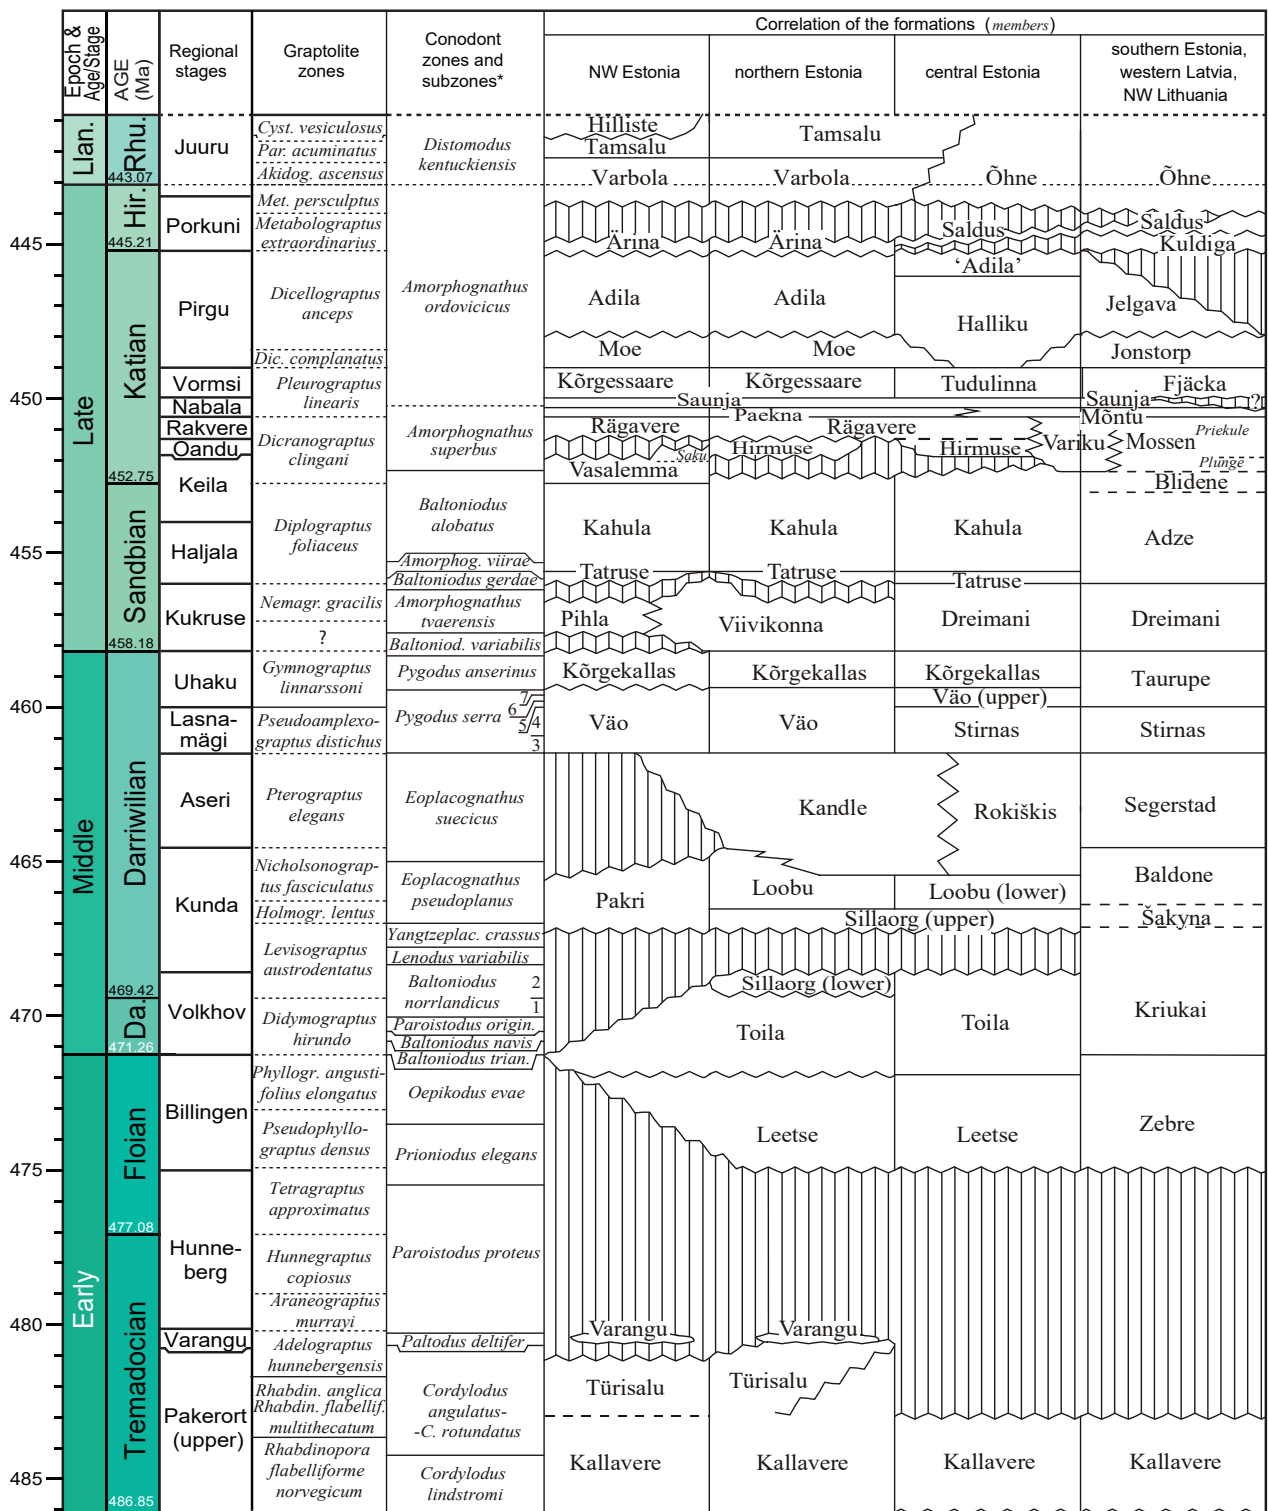 Epoch &
Age/Stage
AGE
(Ma)
Regional
stages
Graptolite
zones
Conodont
zones and
subzones*
Correlation of the formations (members)
NW Estonia
northern Estonia
central Estonia
southern Estonia,
western Latvia,
NW Lithuania
445
450
455
460
465
470
475
480
485
Llan.
Late
Middle
Early
Rhu.
443.07
Hir.
445.21
Katian
452.75
Sandbian
458.18
Darriwilian
469.42
Da.
471.26
Floian
477.08
Tremadocian
486.85
Juuru
Porkuni
Pirgu
Vormsi
Nabala
Rakvere
Oandu
Keila
Haljala
Kukruse
Uhaku
Lasna-
mägi
Aseri
Kunda
Volkhov
Billingen
Hunne-
berg
Varangu
Pakerort
(upper)
Cyst. vesiculosus
Par. acuminatus
Akidog. ascensus
Met. persculptus
Metabolograptus
extraordinarius
Dicellograptus
anceps
Dic. complanatus
Pleurograptus
linearis
Dicranograptus
clingani
Diplograptus
foliaceus
Nemagr. gracilis
?
Gymnograptus
linnarssoni
Pseudoamplexo-
graptus distichus
Pterograptus
elegans
Nicholsonograp-
tus fasciculatus
Holmogr. lentus
Levisograptus
austrodentatus
Didymograptus
hirundo
Phyllogr. angusti-
folius elongatus
Pseudophyllo-
graptus densus
Tetragraptus
approximatus
Hunnegraptus
copiosus
Araneograptus
murrayi
Adelograptus
hunnebergensis
Rhabdin. anglica
Rhabdin. flabellif.
multithecatum
Rhabdinopora
flabelliforme
norvegicum
Distomodus
kentuckiensis
Amorphognathus
ordovicicus
Amorphognathus
superbus
Baltoniodus
alobatus
Amorphog. viirae
Baltoniodus gerdae
Amorphognathus
tvaerensis
Baltoniod. variabilis
Pygodus anserinus
Pygodus serra
7
6
5
4
3
Eoplacognathus
suecicus
Eoplacognathus
pseudoplanus
Yangtzeplac. crassus
Lenodus variabilis
Baltoniodus
norrlandicus
2
1
Paroistodus origin.
Baltoniodus navis
Baltoniodus trian.
Oepikodus evae
Prioniodus elegans
Paroistodus proteus
Paltodus deltifer
Cordylodus
angulatus-
-C. rotundatus
Cordylodus
lindstromi
Hilliste
Tamsalu
Tamsalu
Varbola
Varbola
Õhne
Õhne
Saldus
Saldus
Ärina
Ärina
Kuldiga
'Adila'
Adila
Adila
Halliku
Jelgava
Moe
Moe
Jonstorp
Kõrgessaare
Kõrgessaare
Tudulinna
Fjäcka
Saunja
Saunja
?
Paekna
Mõntu
Rägavere
Rägavere
Saku
Hirmuse
Hirmuse
Variku
Mossen
Priekule
Plunge
Vasalemma
Blidene
Kahula
Kahula
Kahula
Adze
Tatruse
Tatruse
Tatruse
Pihla
Viivikonna
Dreimani
Dreimani
Kõrgekallas
Kõrgekallas
Kõrgekallas
Taurupe
Väo (upper)
Väo
Väo
Stirnas
Stirnas
Kandle
Rokiškis
Segerstad
Pakri
Loobu
Loobu (lower)
Baldone
Sillaorg (upper)
Šakyna
Sillaorg (lower)
Toila
Toila
Kriukai
Leetse
Leetse
Zebre
Varangu
Varangu
Türisalu
Türisalu
Kallavere
Kallavere
Kallavere
Kallavere